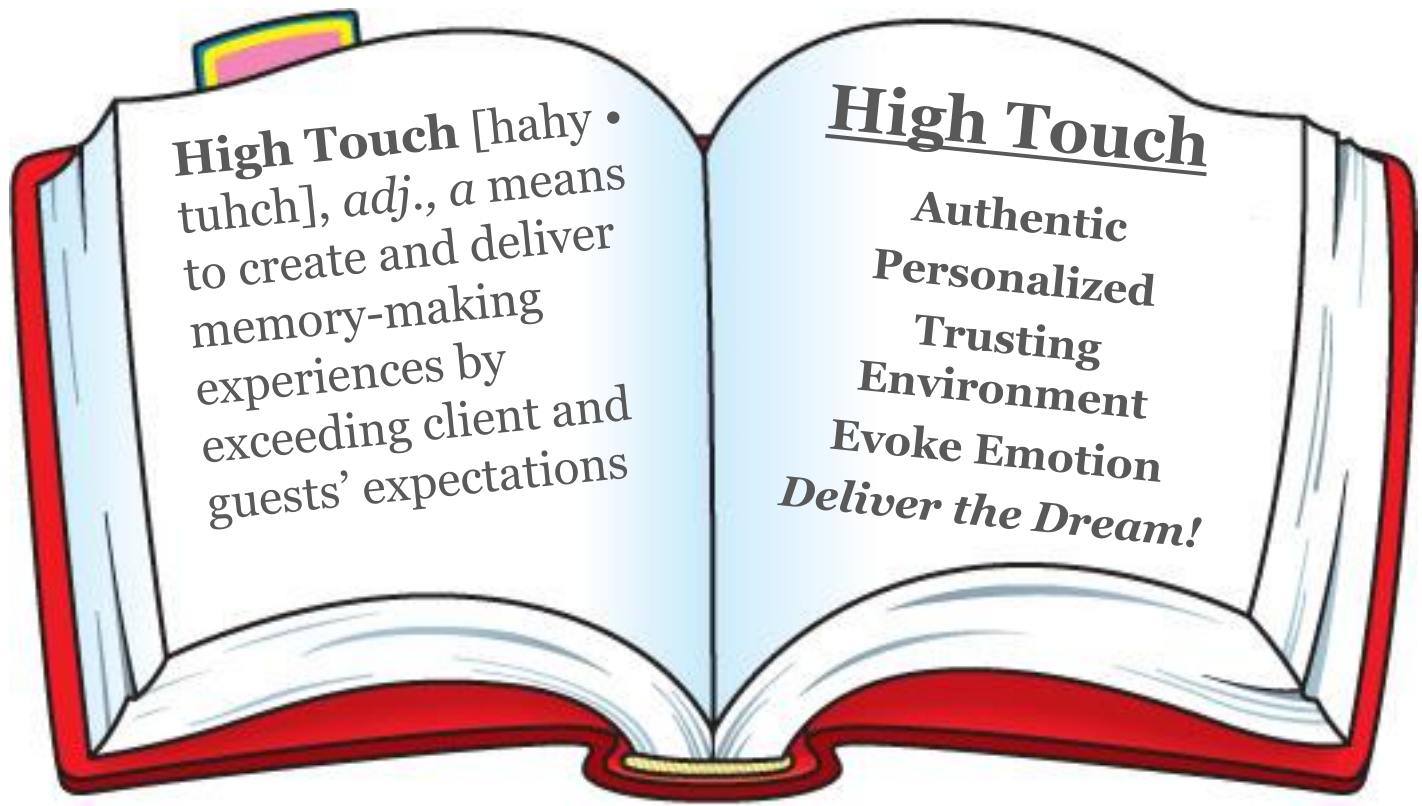 High Touch [hahy •
tuhch], adj., a means
to create and deliver
memory-making
experiences by
exceeding client and
guests’ expectations
High Touch
Authentic
Personalized
Trusting
Environment
Evoke Emotion
Deliver the Dream!